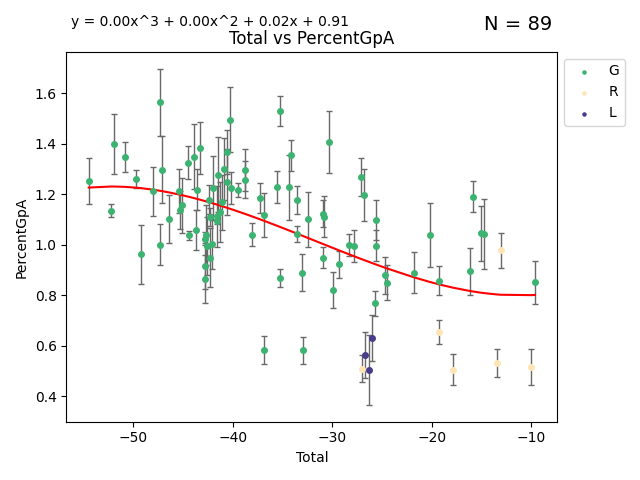 y = 0.00x^3 + 0.00x^2 + 0.02x + 0.91
N = 89
Total vs PercentGpA
G
R
L
PercentGpA
1.6
1.4
1.2
1.0
0.8
0.6
0.4
−50
−40
−30
−20
−10
Total